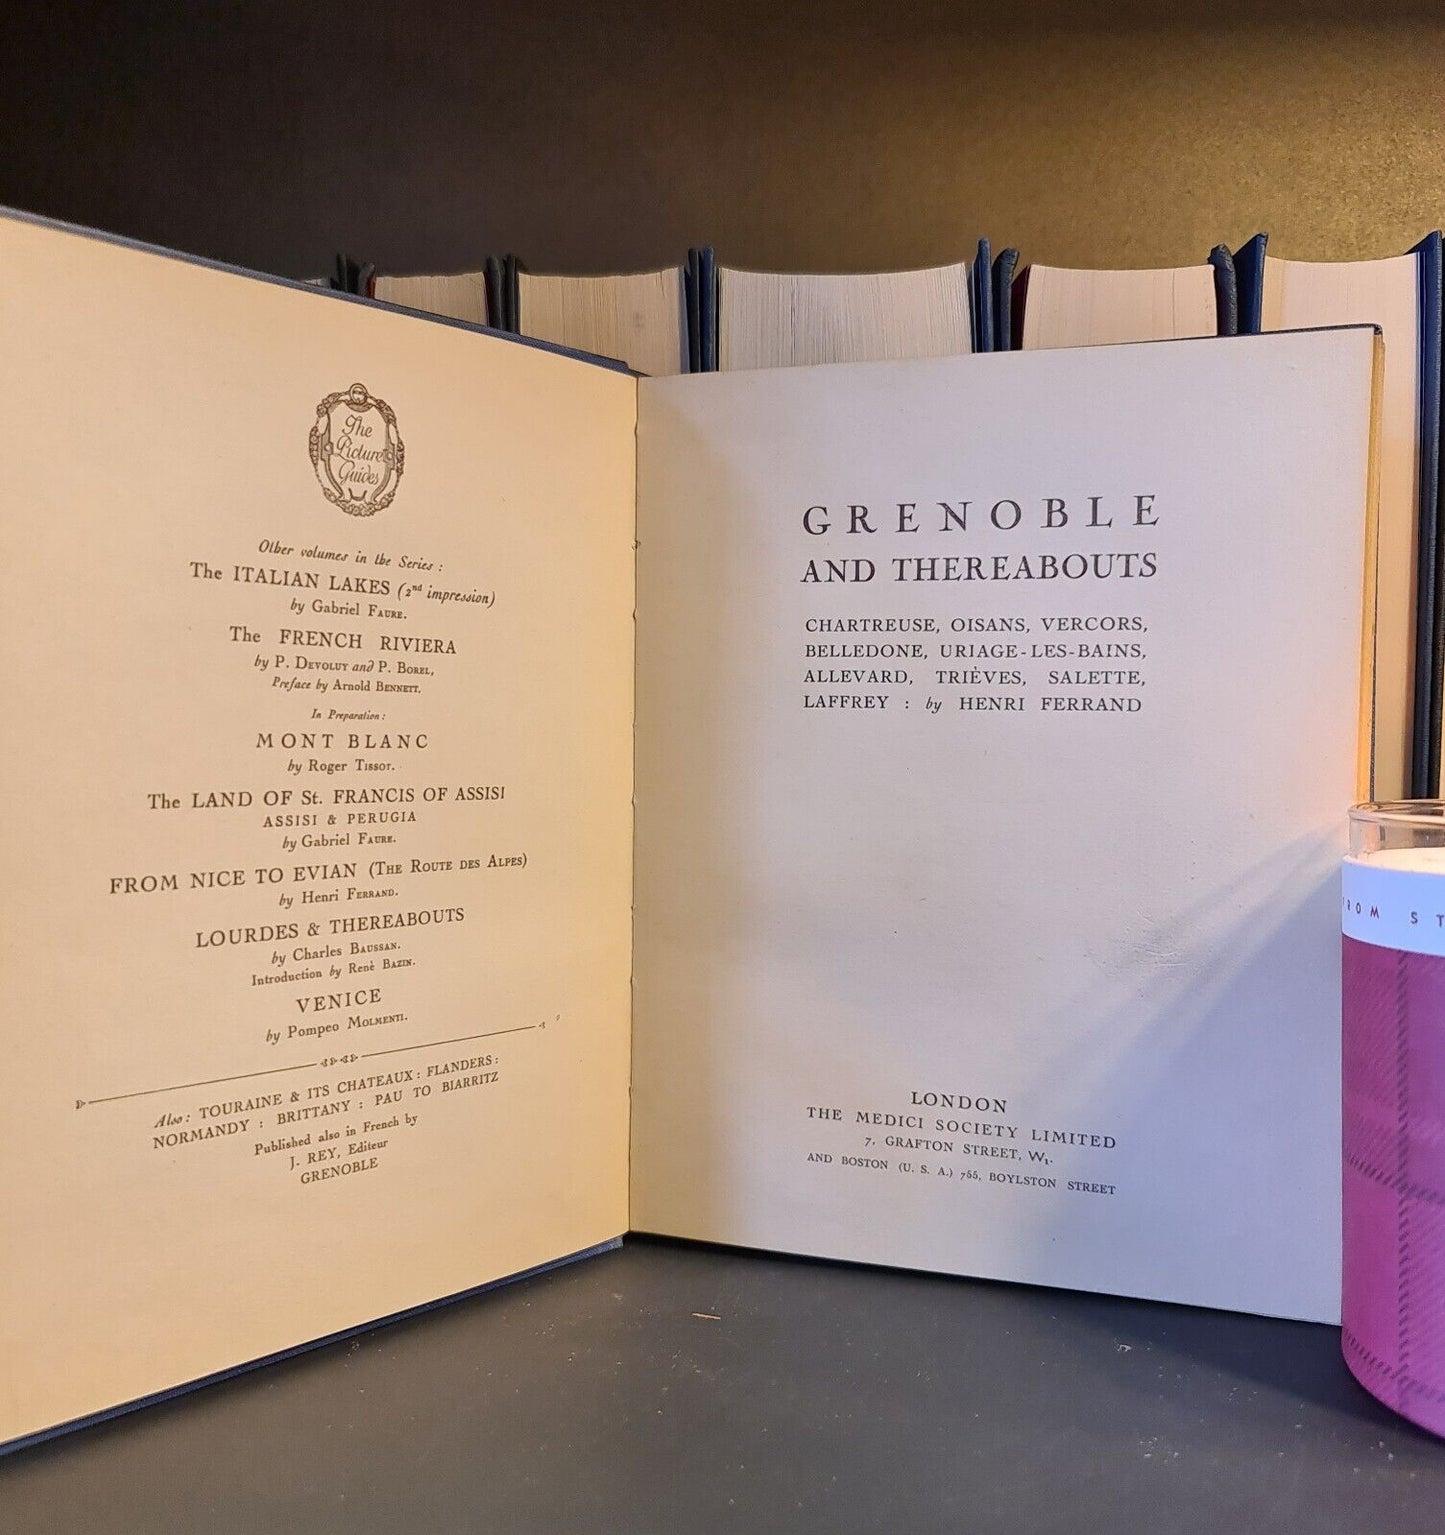 The
Picture
Guides
Other volumes in the Series :
The ITALIAN LAKES (2nd impression)
by Gabriel FAURE.
The FRENCH RIVIERA
by P. DEVOLUY and P. BOREL,
Preface by Arnold BENNETT.
In Preparation :
MONT BLANC
by Roger TISSOT.
The LAND OF St. FRANCIS OF ASSISI
ASSISI & PERUGIA
by Gabriel FAURE.
FROM NICE TO EVIAN (THE ROUTE DES ALPES)
by Henri FERRAND.
LOURDES & THEREABOUTS
by Charles BAUSSAN.
Introduction by Renè BAZIN.
VENICE
by Pompeo MOLMENTI.
Also : TOURAINE & ITS CHATEAUX : FLANDERS :
NORMANDY : BRITTANY : PAU TO BIARRITZ
Published also in French by
J. REY, Editeur
GRENOBLE
GRENOBLE
AND THEREABOUTS
CHARTREUSE, OISANS, VERCORS,
BELLEDONE, URIAGE-LES-BAINS,
ALLEVARD, TRIÈVES, SALETTE,
LAFFREY : by HENRI FERRAND
LONDON
THE MEDICI SOCIETY LIMITED
7, GRAFTON STREET, W1.
AND BOSTON (U. S. A.) 755, BOYLSTON STREET
ROM ST